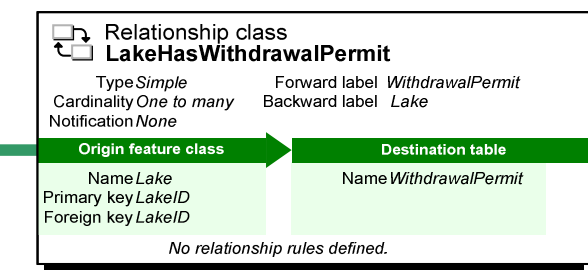 Relationship class
LakeHasWithdrawalPermit
Type Simple Forward label WithdrawalPermit
Cardinality One to many Backward label Lake
Notification None
Origin feature class Destination table
Name Lake Name WithdrawalPermit
Primary key LakeID
Foreign key LakeID
No relationship rules defined.